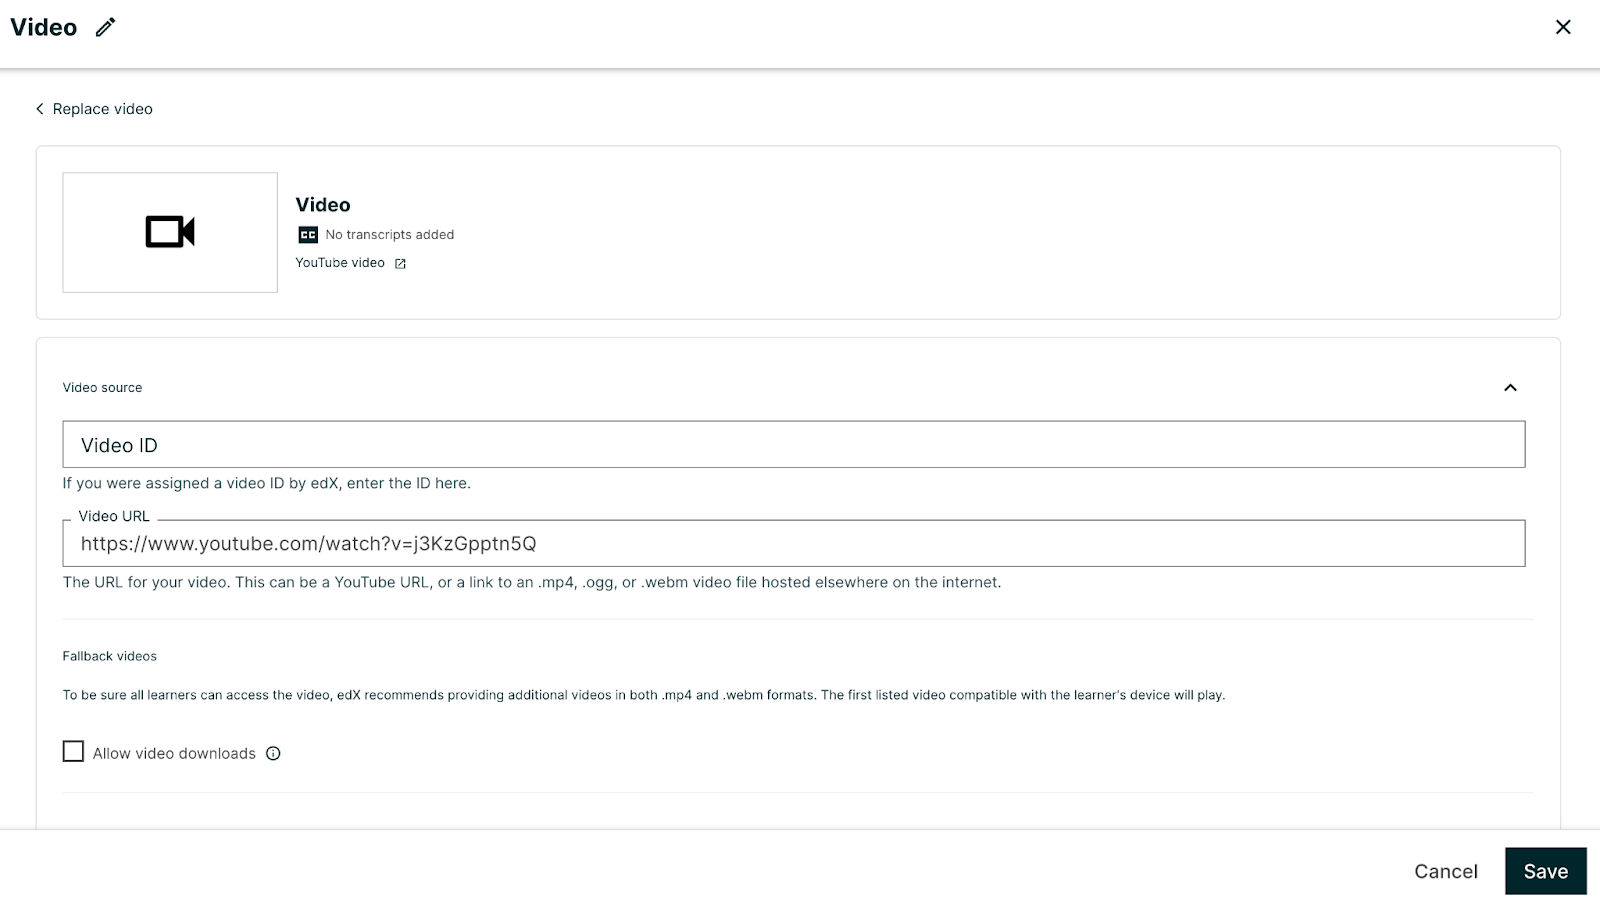 Video
Replace video
Video
CC No transcripts added
YouTube video
Video source
Video ID
If you were assigned a video ID by edX, enter the ID here.
Video URL
https://www.youtube.com/watch?v=j3KzGpptn5Q
The URL for your video. This can be a YouTube URL, or a link to an .mp4, .ogg, or .webm video file hosted elsewhere on the internet.
Fallback videos
To be sure all learners can access the video, edX recommends providing additional videos in both .mp4 and .webm formats. The first listed video compatible with the learner's device will play.
Allow video downloads
Cancel Save